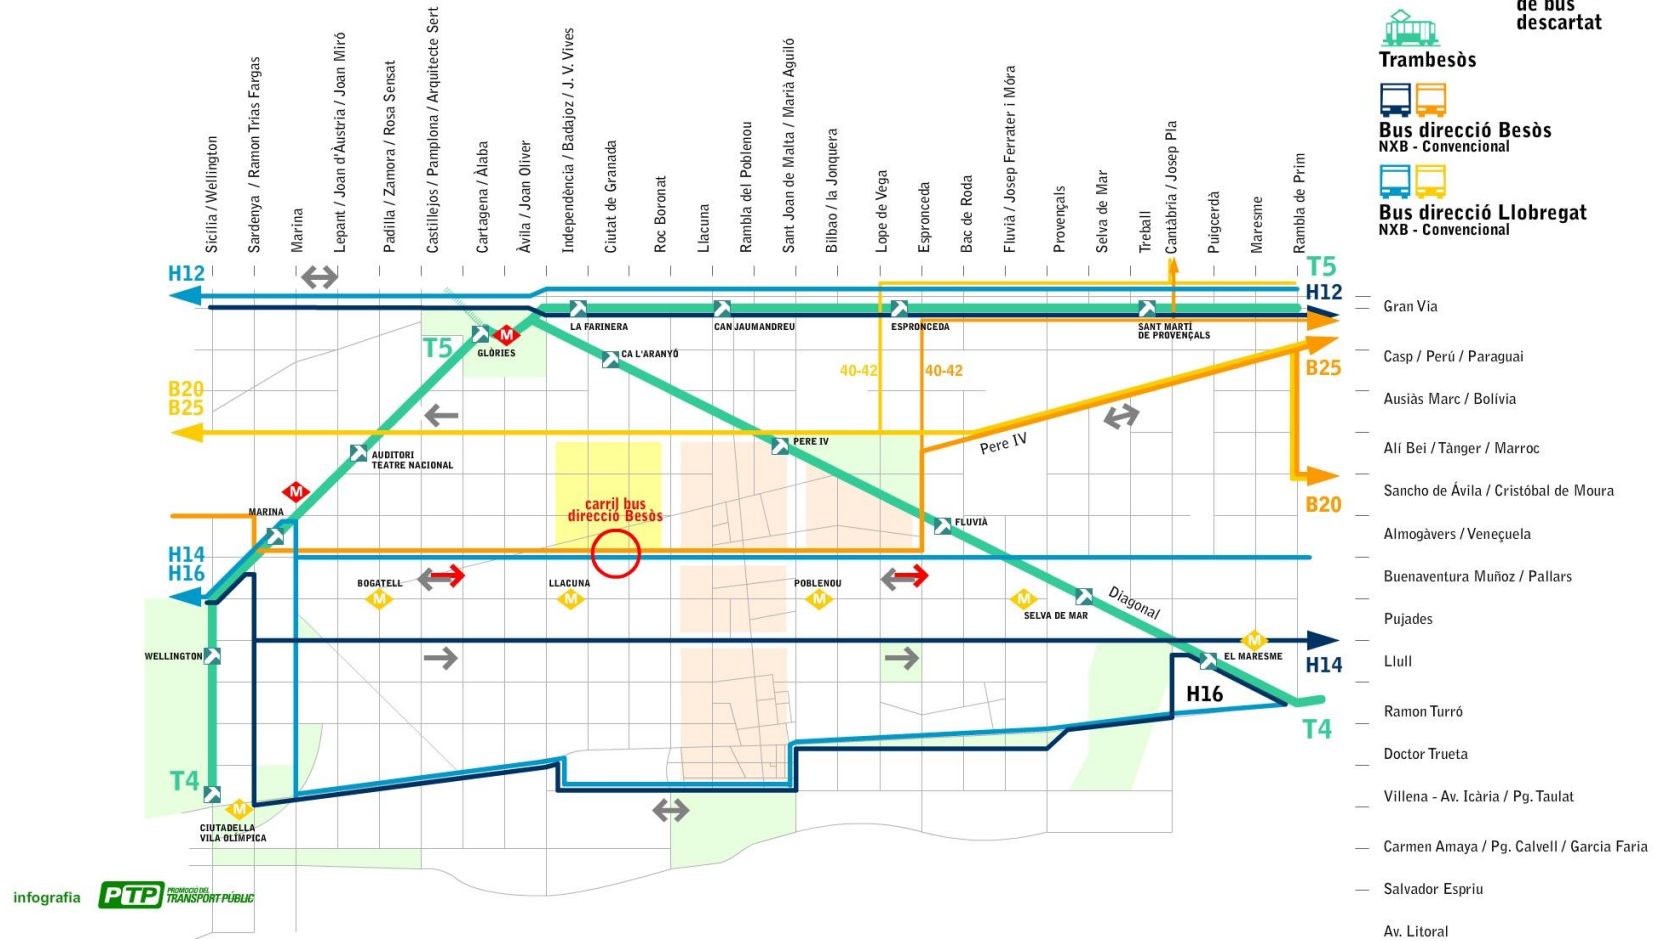 de bus
descartat
Trambesòs
Bus direcció Besòs
NXB - Convencional
Bus direcció Llobregat
NXB - Convencional
Sicília / Wellington
Sardenya / Ramon Trias Fargas
Marina
Lepant / Joan d'Àustria / Joan Miró
Padilla / Zamora / Rosa Sensat
Castillejos / Pamplona / Arquitecte Sert
Cartagena / Àlaba
Àvila / Joan Oliver
Independència / Badajoz / J. V. Vives
Ciutat de Granada
Roc Boronat
Llacuna
Rambla del Poblenou
Sant Joan de Malta / Marià Aguiló
Bilbao / la Jonquera
Lope de Vega
Espronceda
Bac de Roda
Fluvià / Josep Ferrater i Móra
Provençals
Selva de Mar
Treball
Cantàbria / Josep Pla
Puigcerdà
Maresme
Rambla de Prim
H12
T5
H12
Gran Via
LA FARINERA
CAN JAUMANDREU
ESPRONCEDA
SANT MARTÍ
DE PROVENÇALS
T5
M
GLÒRIES
CA L'ARANYÓ
Casp / Perú / Paraguai
40-42
40-42
B25
B20
B25
Ausiàs Marc / Bolívia
Pere IV
PERE IV
Alí Bei / Tànger / Marroc
AUDITORI
TEATRE NACIONAL
M
Sancho de Ávila / Cristóbal de Moura
B20
carril bus
direcció Besòs
MARINA
FLUVIÀ
Almogàvers / Veneçuela
H14
H16
Buenaventura Muñoz / Pallars
BOGATELL
M
LLACUNA
M
POBLENOU
M
M
SELVA DE MAR
Diagonal
Pujades
WELLINGTON
M
EL MARESME
H14
Llull
H16
Ramon Turró
T4
Doctor Trueta
T4
M
CIUTADELLA
VILA OLÍMPICA
Villena - Av. Icària / Pg. Taulat
Carmen Amaya / Pg. Calvell / Garcia Faria
Salvador Espriu
Av. Litoral
infografia
PTP
PROMOCIÓ DEL
TRANSPORT PÚBLIC